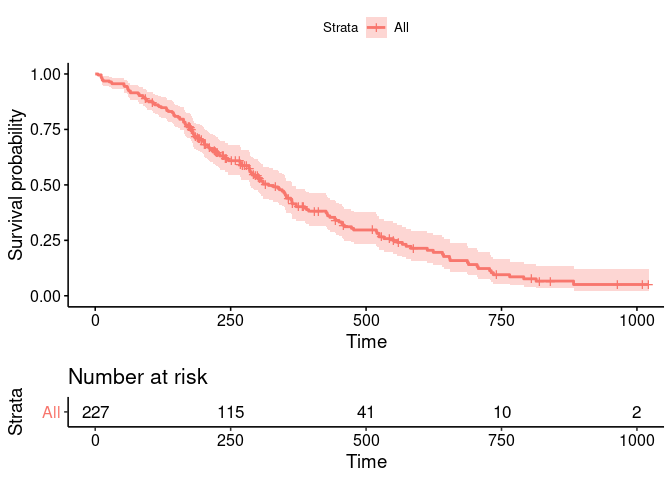 Strata All
1.00
0.75
0.50
0.25
0.00
Survival probability
0 250 500 750 1000
Time
Number at risk
Strata
All 227 115 41 10 2
0 250 500 750 1000
Time